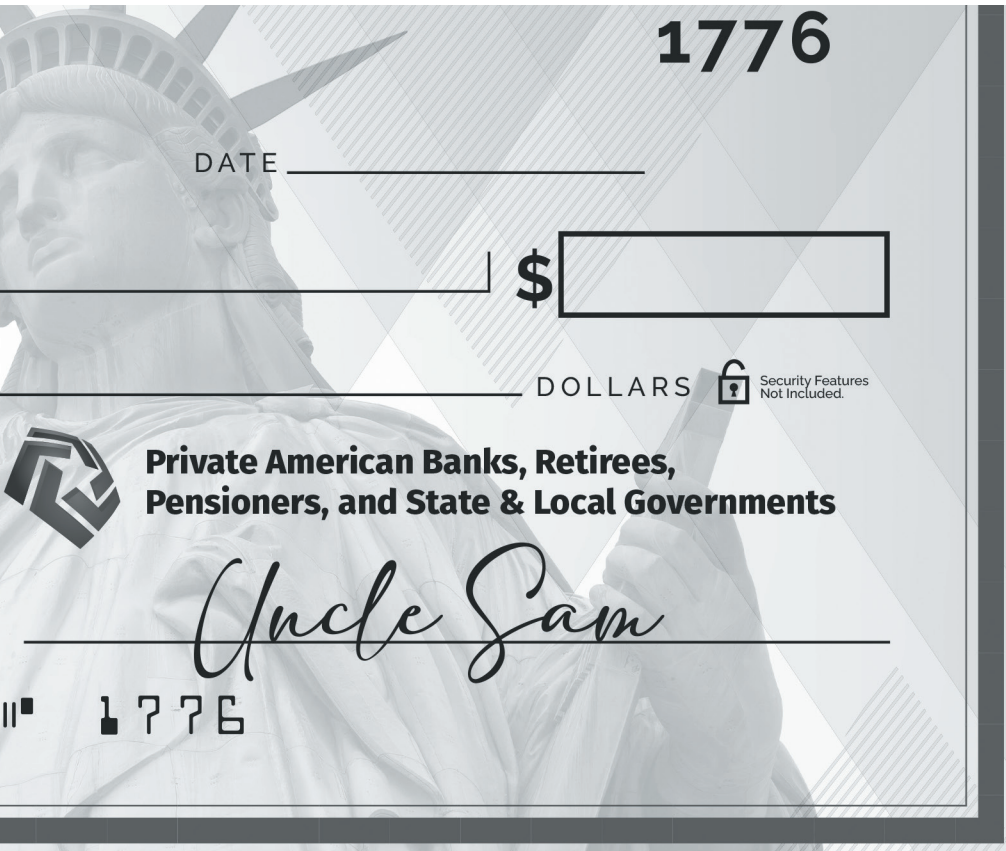 1776
DATE
$
DOLLARS
Security Features
Not Included.
Private American Banks, Retirees,
Pensioners, and State & Local Governments
Uncle Sam
1776